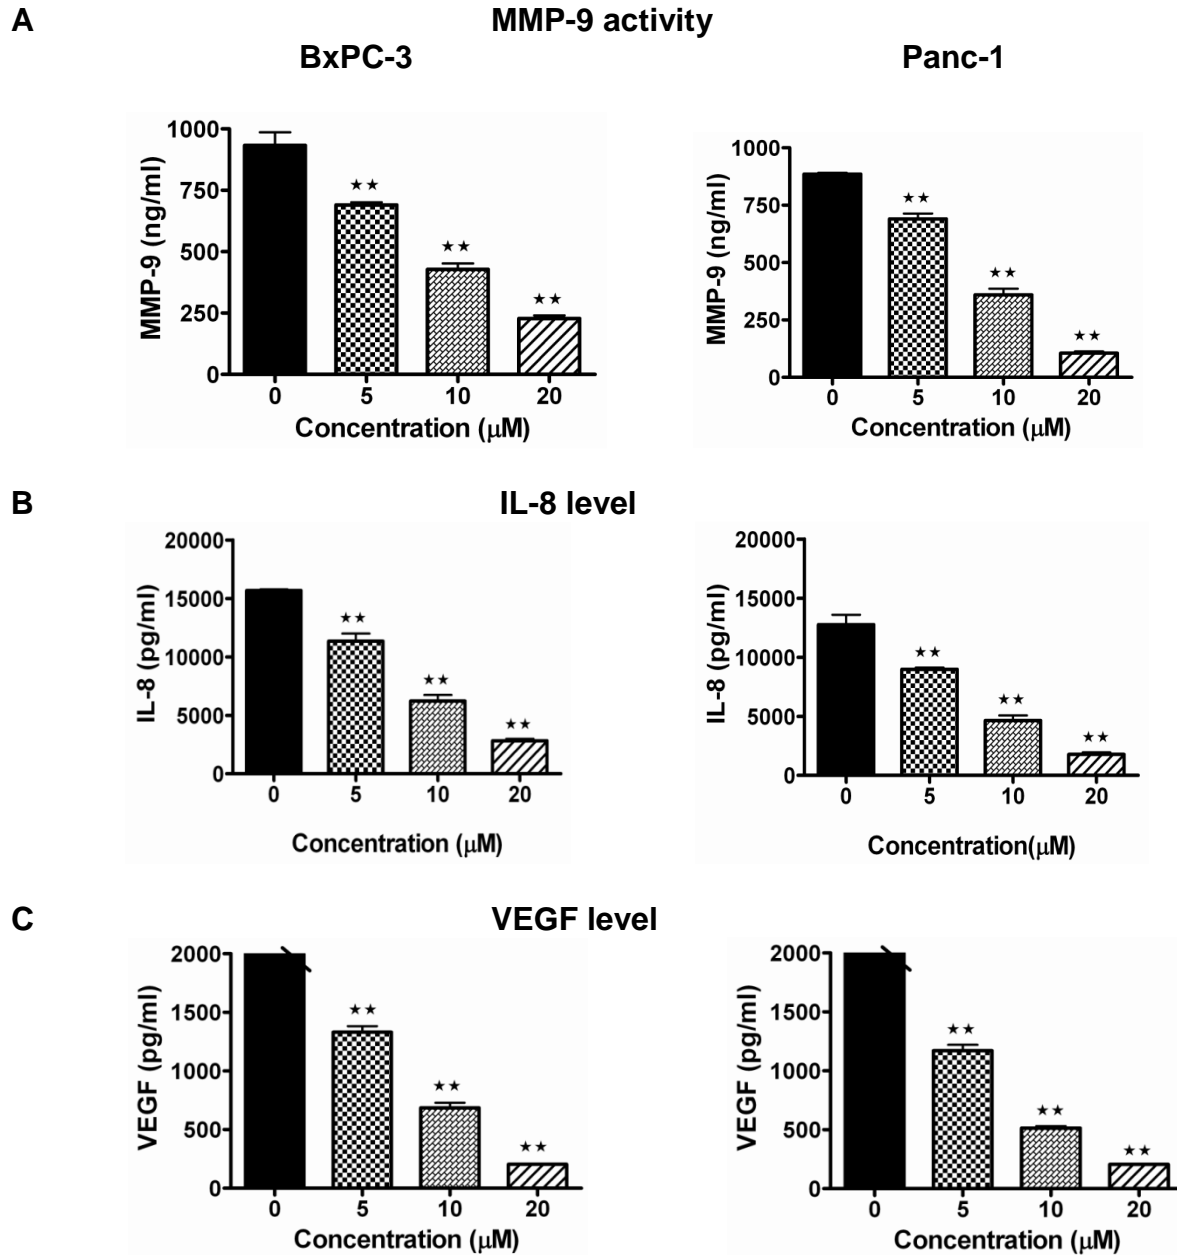 A
MMP-9 activity
BxPC-3
Panc-1
MMP-9 (ng/ml)
1000
750
500
250
0
★★
★★
★★
0 5 10 20
Concentration (μM)
MMP-9 (ng/ml)
1000
750
500
250
0
★★
★★
★★
0 5 10 20
Concentration (μM)
B
IL-8 level
IL-8 (pg/ml)
20000
15000
10000
5000
0
★★
★★
★★
0 5 10 20
Concentration (μM)
IL-8 (pg/ml)
20000
15000
10000
5000
0
★★
★★
★★
0 5 10 20
Concentration(μM)
C
VEGF level
VEGF (pg/ml)
2000
1500
1000
500
0
★★
★★
★★
0 5 10 20
Concentration (μM)
VEGF (pg/ml)
2000
1500
1000
500
0
★★
★★
★★
0 5 10 20
Concentration (μM)